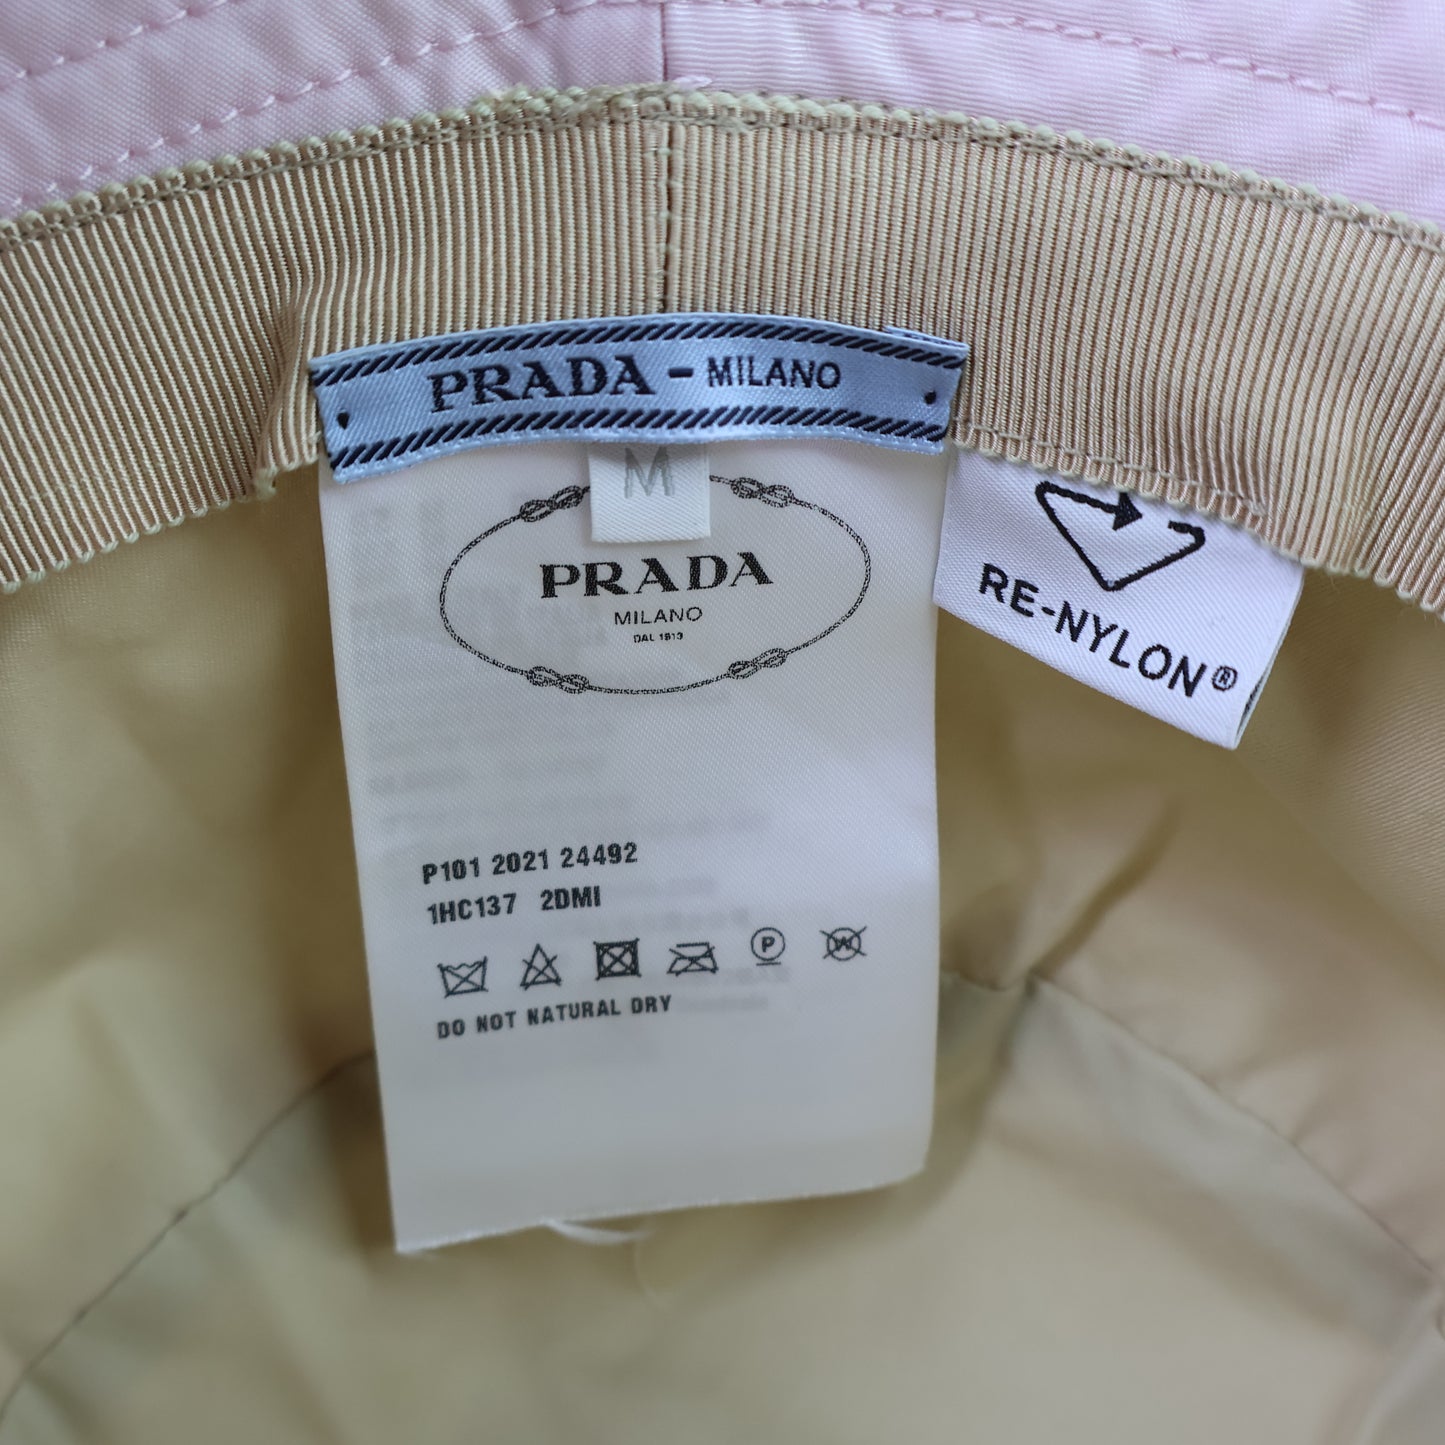 PRADA - MILANO
M
PRADA
MILANO
DAL 1913
RE-NYLON®
P101 2021 24492
1HC137 2DMI
P
W
DO NOT NATURAL DRY